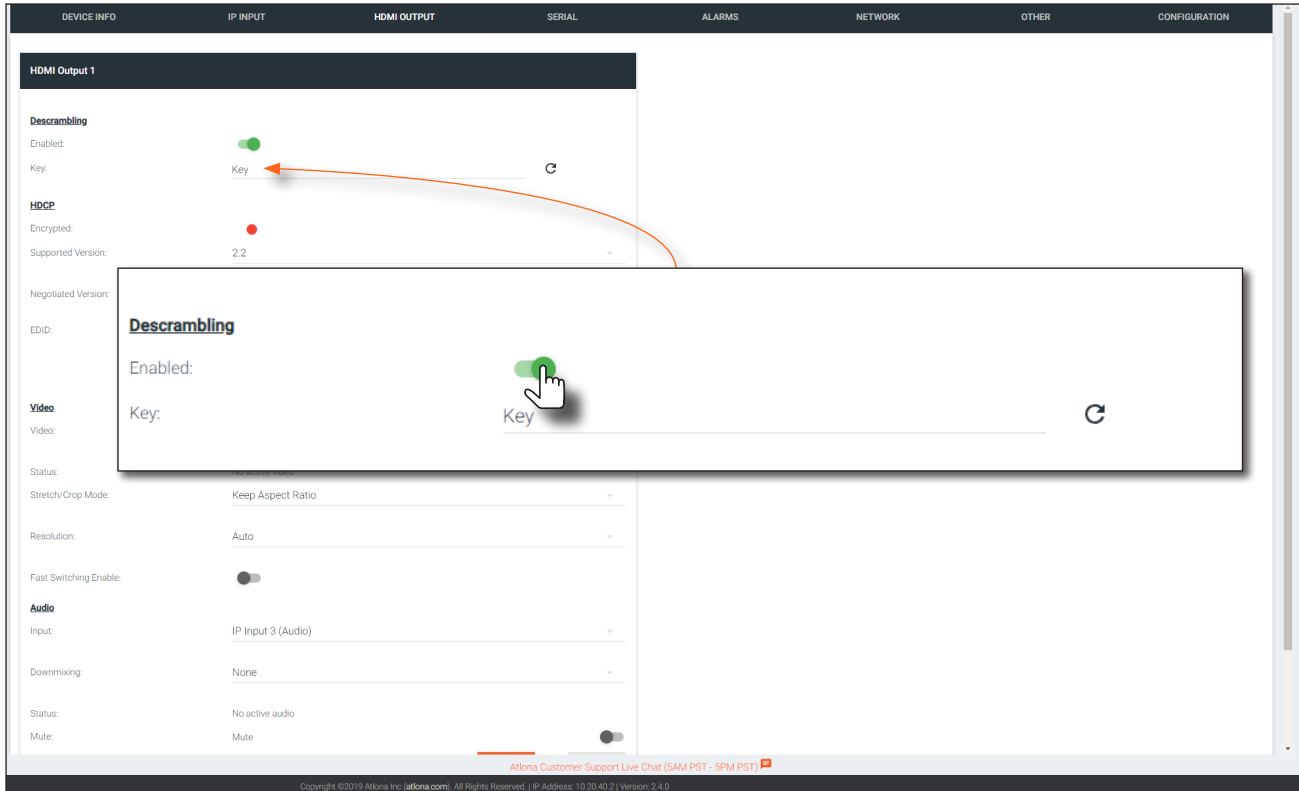 DEVICE INFO IP INPUT HDMI OUTPUT SERIAL ALARMS NETWORK OTHER CONFIGURATION
HDMI Output 1
Descrambling
Enabled:
Key: Key
HDCP
Encrypted:
Supported Version: 2.2
Negotiated Version:
EDID:
Descrambling
Enabled:
Key: Key
Video
Video:
Status: No active video
Stretch/Crop Mode: Keep Aspect Ratio
Resolution: Auto
Fast Switching Enable:
Audio
Input: IP Input 3 (Audio)
Downmixing: None
Status: No active audio
Mute: Mute
Atlona Customer Support Live Chat (5AM PST - 5PM PST)
Copyright ©2019 Atlona Inc (atlona.com). All Rights Reserved. | IP Address: 10.20.40.2 | Version: 2.4.0